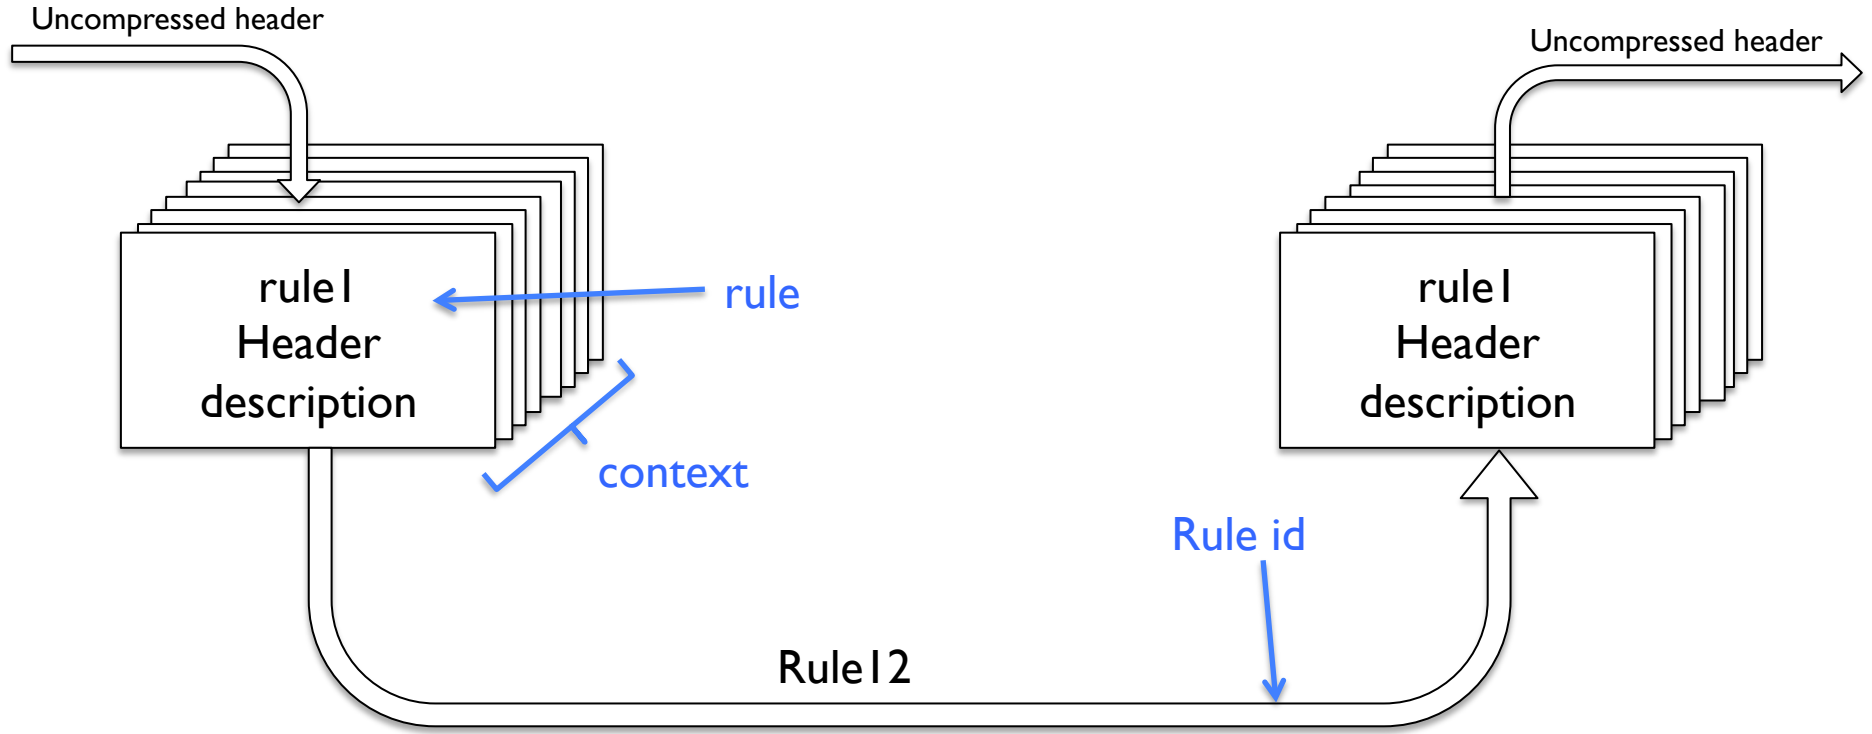 Uncompressed header
Uncompressed header
rule1
Header
description
rule
context
rule1
Header
description
Rule id
Rule12